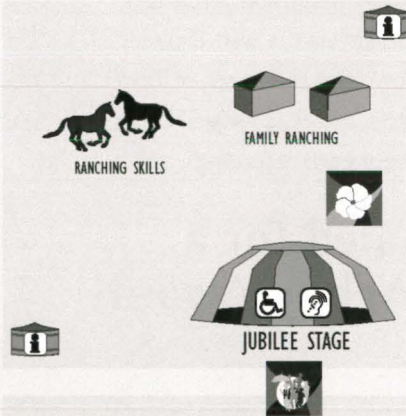 i
FAMILY RANCHING
RANCHING SKILLS
JUBILEE STAGE
i